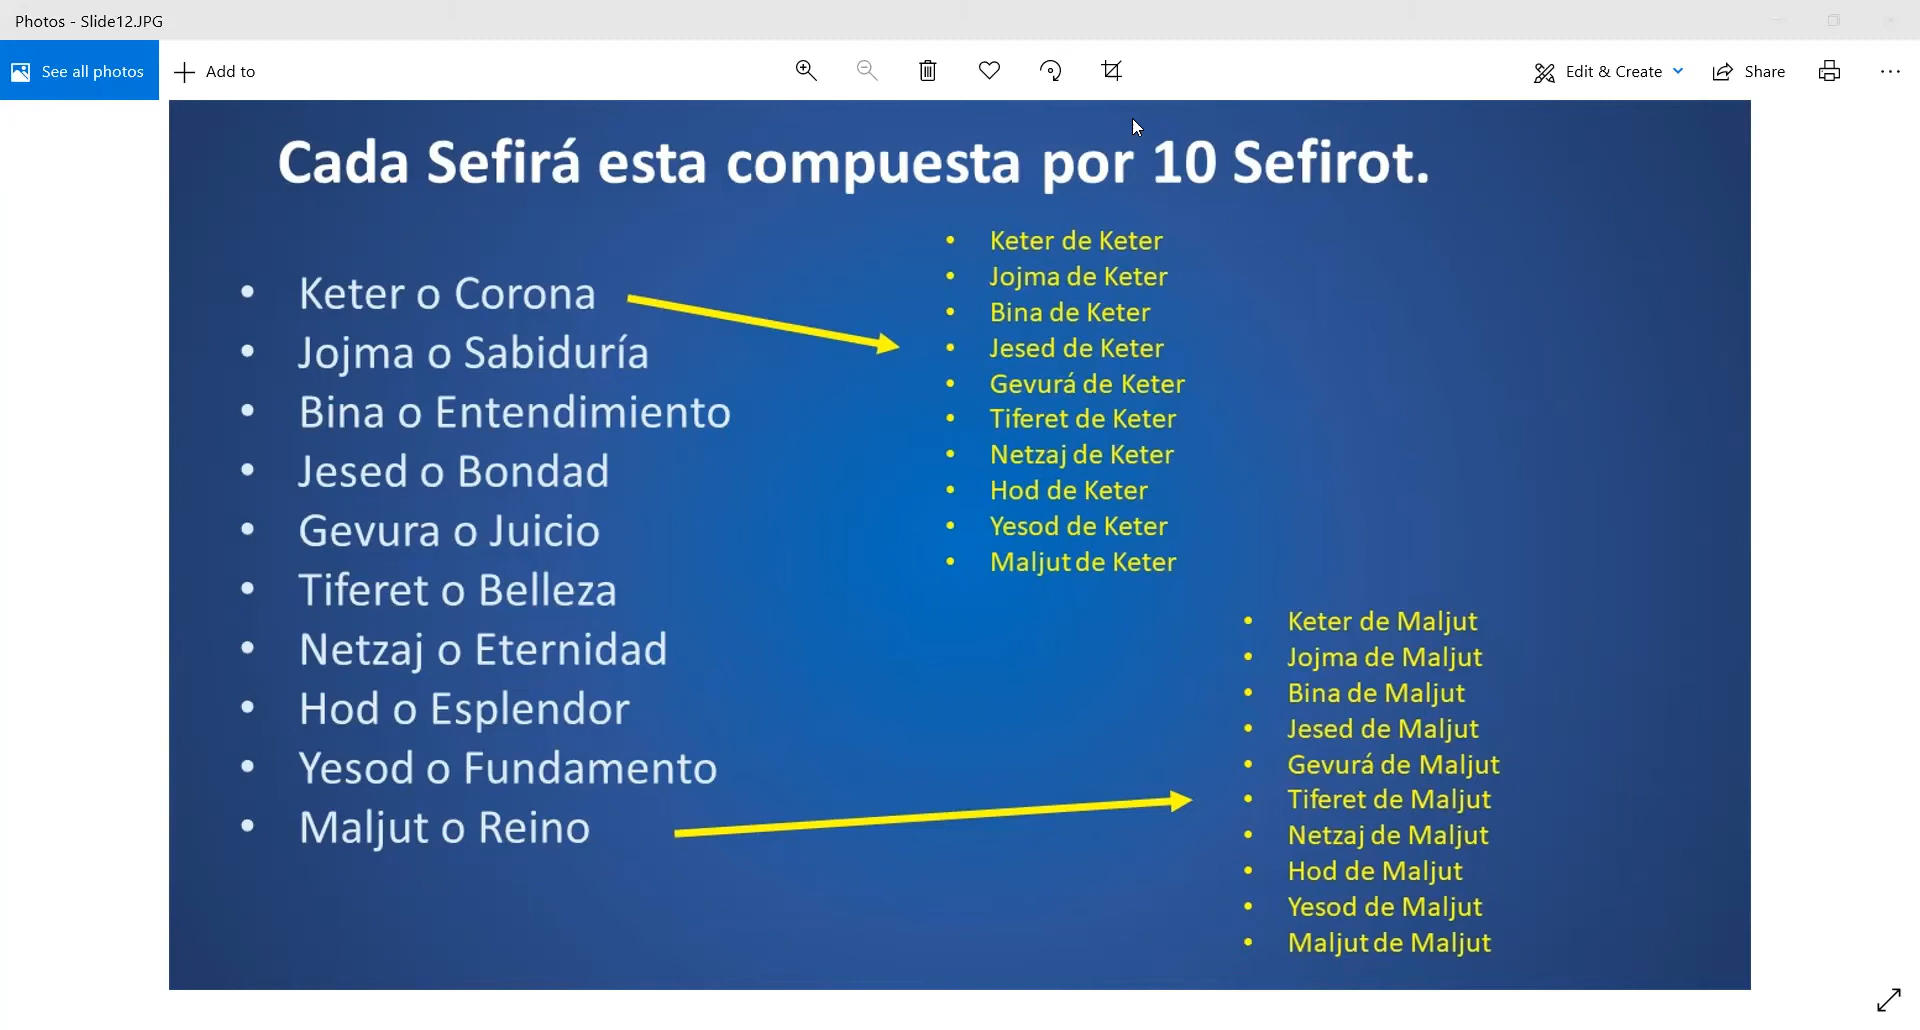 Photos - Slide12.JPG
See all photos
Add to
Edit & Create
Share
Cada Sefirá esta compuesta por 10 Sefirot.
• Keter o Corona
• Jojma o Sabiduría
• Bina o Entendimiento
• Jesed o Bondad
• Gevura o Juicio
• Tiferet o Belleza
• Netzaj o Eternidad
• Hod o Esplendor
• Yesod o Fundamento
• Maljut o Reino
• Keter de Keter
• Jojma de Keter
• Bina de Keter
• Jesed de Keter
• Gevurá de Keter
• Tiferet de Keter
• Netzaj de Keter
• Hod de Keter
• Yesod de Keter
• Maljut de Keter
• Keter de Maljut
• Jojma de Maljut
• Bina de Maljut
• Jesed de Maljut
• Gevurá de Maljut
• Tiferet de Maljut
• Netzaj de Maljut
• Hod de Maljut
• Yesod de Maljut
• Maljut de Maljut